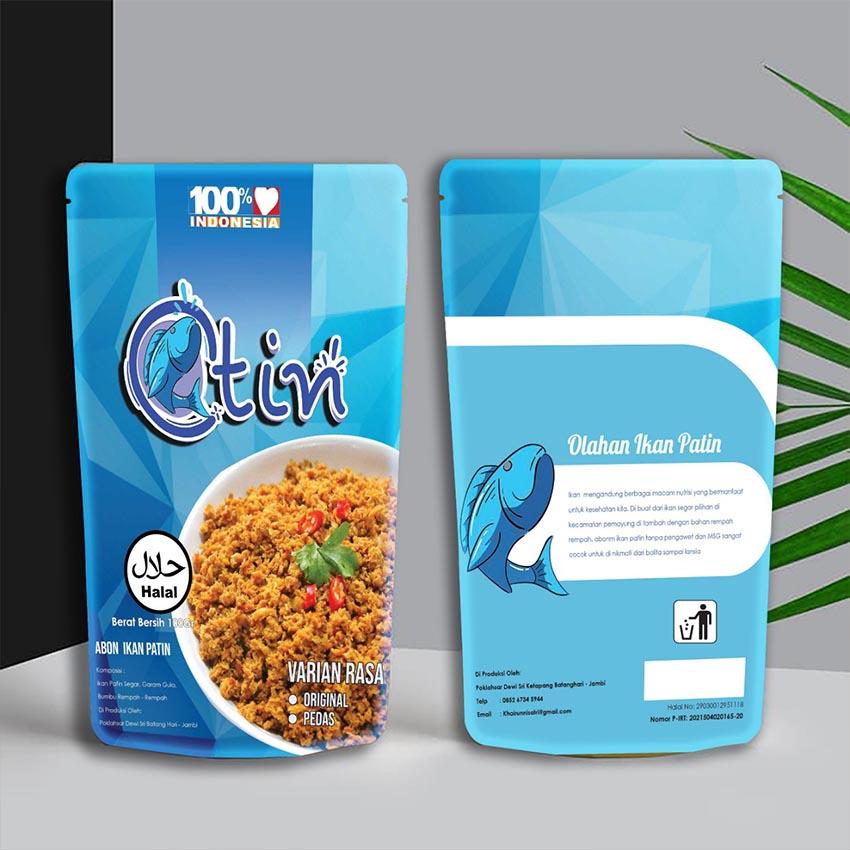 100%
INDONESIA
Ctin
حلال
Halal
Berat Bersih 100Gr
ABON IKAN PATIN
Komposisi :
Ikan Patin Segar, Garam Gula,
Bumbu Rempah - Rempah
Di Produksi Oleh:
Poklahsar Dewi Sri Batang Hari - Jambi
VARIAN RASA
ORIGINAL
PEDAS
Olahan Ikan Patin
Ikan mengandung berbagai macam nutrisi yang bermanfaat
untuk kesehatan kita. Di buat dari ikan segar pilihan di
kecamatan pemayung di tambah dengan bahan rempah
rempah, abonm ikan patin tanpa pengawet dan MSG sangat
cocok untuk di nikmati dari balita sampai lansia
Di Produksi Oleh:
Poklahsar Dewi Sri Ketapang Batanghari - Jambi
Telp : 0852 6734 5944
Email : Khairunnisafri@gmail.com
Halal No: 29030012951118
Nomor P-IRT: 2021504020165-20